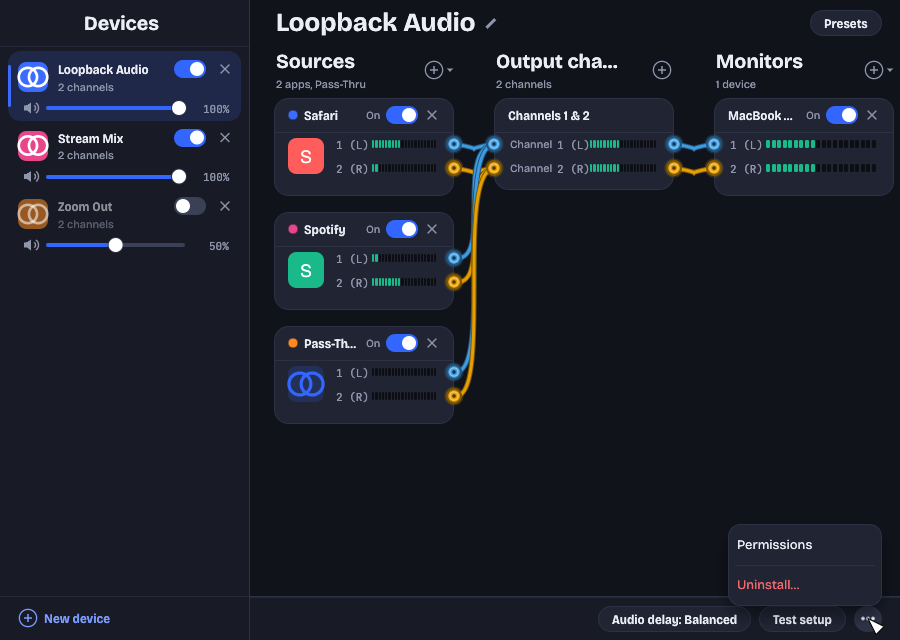 Devices
Loopback Audio
2 channels
100%
Stream Mix
2 channels
100%
Zoom Out
2 channels
50%
New device
Loopback Audio
Presets
Sources
2 apps, Pass-Thru
Output cha...
2 channels
Monitors
1 device
Safari On
S
1 (L)
2 (R)
Spotify On
S
1 (L)
2 (R)
Pass-Th... On
1 (L)
2 (R)
Channels 1 & 2
Channel 1 (L)
Channel 2 (R)
MacBook ... On
1 (L)
2 (R)
Permissions
Uninstall...
Audio delay: Balanced
Test setup